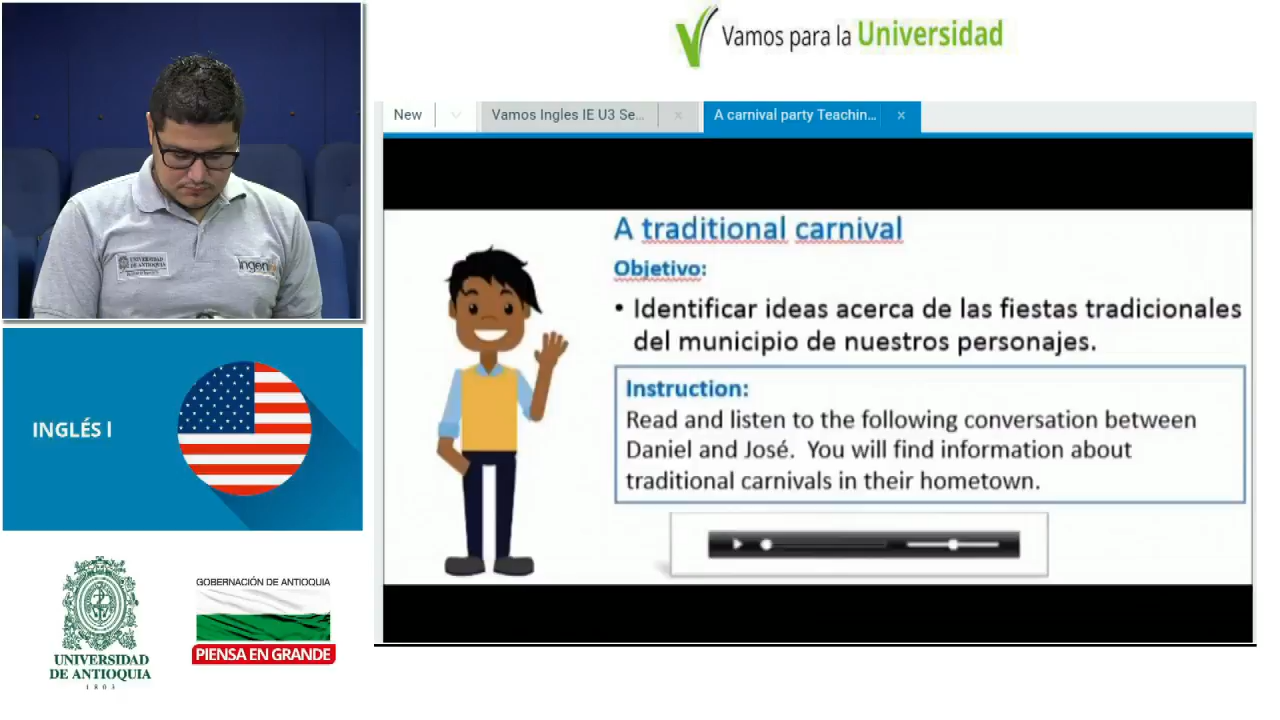 Vamos para la Universidad
New
Vamos Ingles IE U3 Se...
x
A carnival party Teachin...
x
A traditional carnival
Objetivo:
• Identificar ideas acerca de las fiestas tradicionales
del municipio de nuestros personajes.
Instruction:
Read and listen to the following conversation between
Daniel and José. You will find information about
traditional carnivals in their hometown.
UNIVERSIDAD
DE ANTIOQUIA
INGLÉS I
UNIVERSIDAD
DE ANTIOQUIA
1803
GOBERNACIÓN DE ANTIOQUIA
PIENSA EN GRANDE